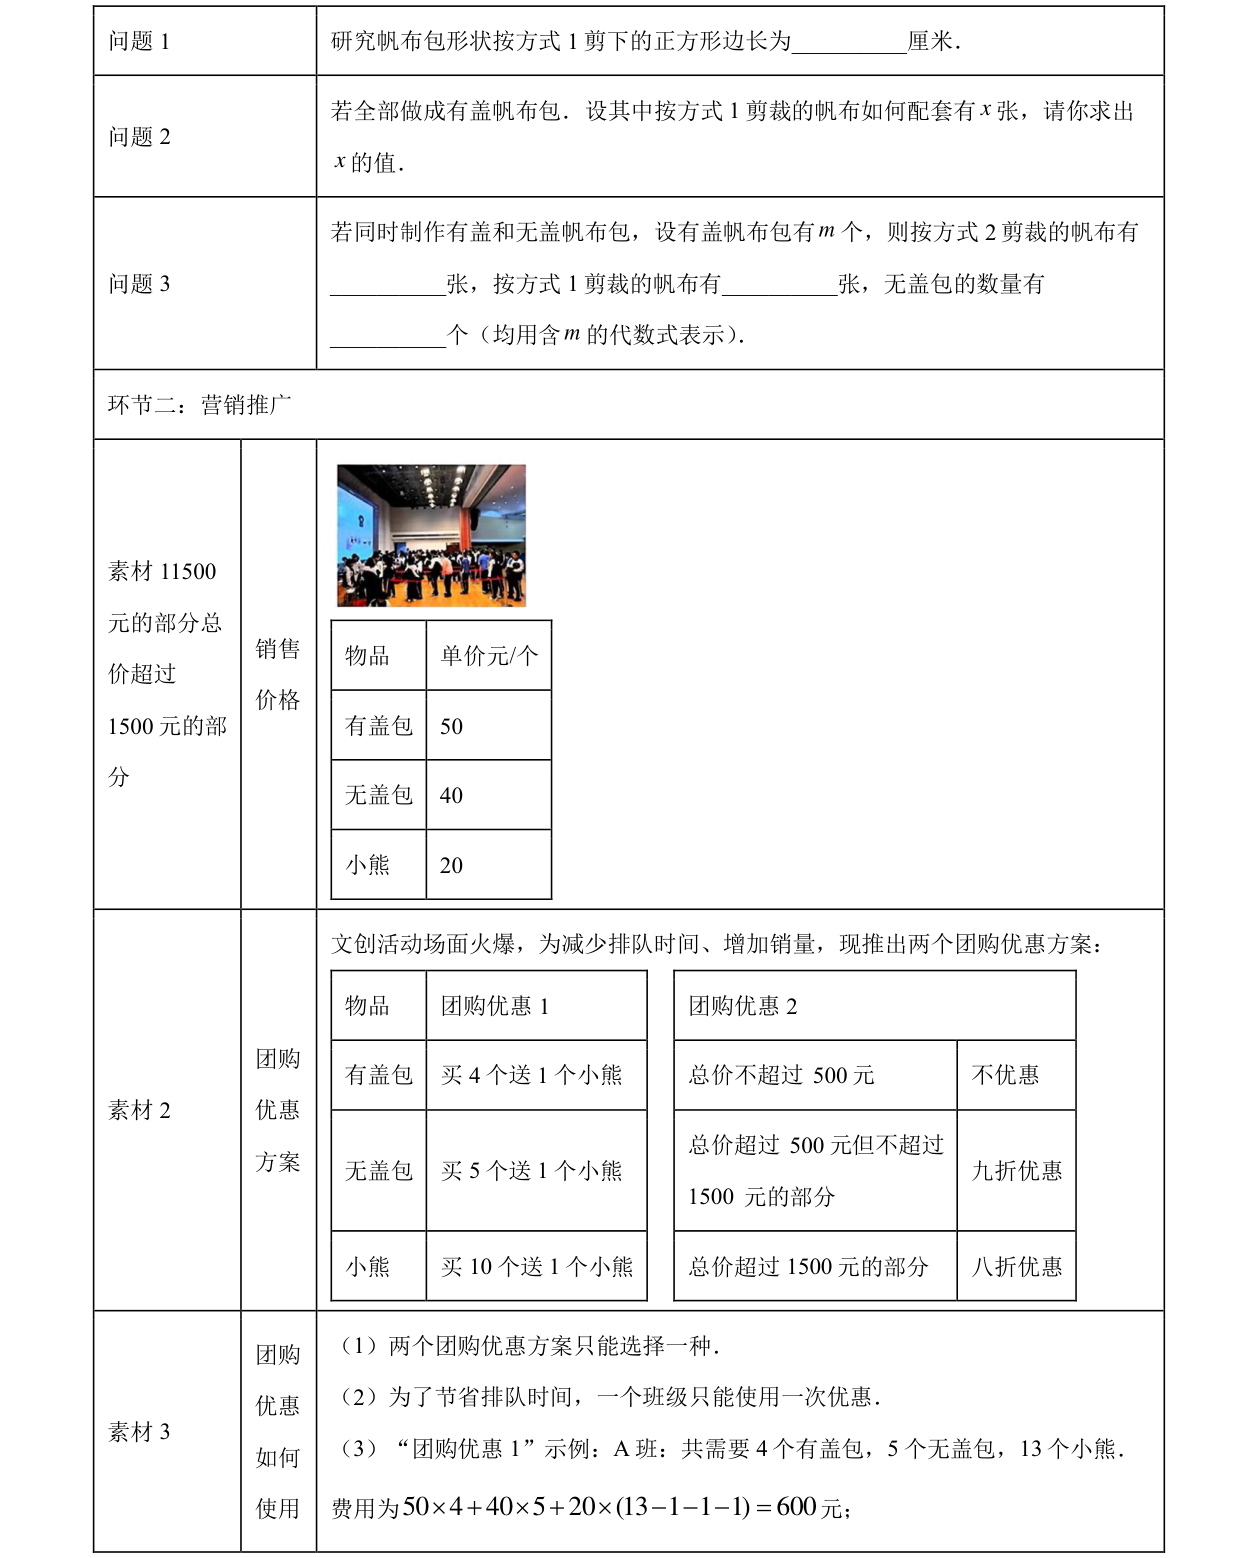 问题 1
研究帆布包形状按方式 1 剪下的正方形边长为__________厘米．
问题 2
若全部做成有盖帆布包．设其中按方式 1 剪裁的帆布如何配套有 x 张，请你求出
x 的值．
问题 3
若同时制作有盖和无盖帆布包，设有盖帆布包有 m 个，则按方式 2 剪裁的帆布有
__________张，按方式 1 剪裁的帆布有__________张，无盖包的数量有
__________个（均用含 m 的代数式表示）．
环节二：营销推广
素材 11500
元的部分总
价超过
1500 元的部
分
销售
价格
物品 单价元/个
有盖包 50
无盖包 40
小熊 20
素材 2
团购
优惠
方案
文创活动场面火爆，为减少排队时间、增加销量，现推出两个团购优惠方案：
物品 团购优惠 1
有盖包 买 4 个送 1 个小熊
无盖包 买 5 个送 1 个小熊
小熊 买 10 个送 1 个小熊
团购优惠 2
总价不超过 500 元 不优惠
总价超过 500 元但不超过
1500 元的部分
九折优惠
总价超过 1500 元的部分 八折优惠
素材 3
团购
优惠
如何
使用
（1）两个团购优惠方案只能选择一种．
（2）为了节省排队时间，一个班级只能使用一次优惠．
（3）“团购优惠 1”示例：A 班：共需要 4 个有盖包，5 个无盖包，13 个小熊．
费用为50×4+40×5+20×(13−1−1−1)=600元；